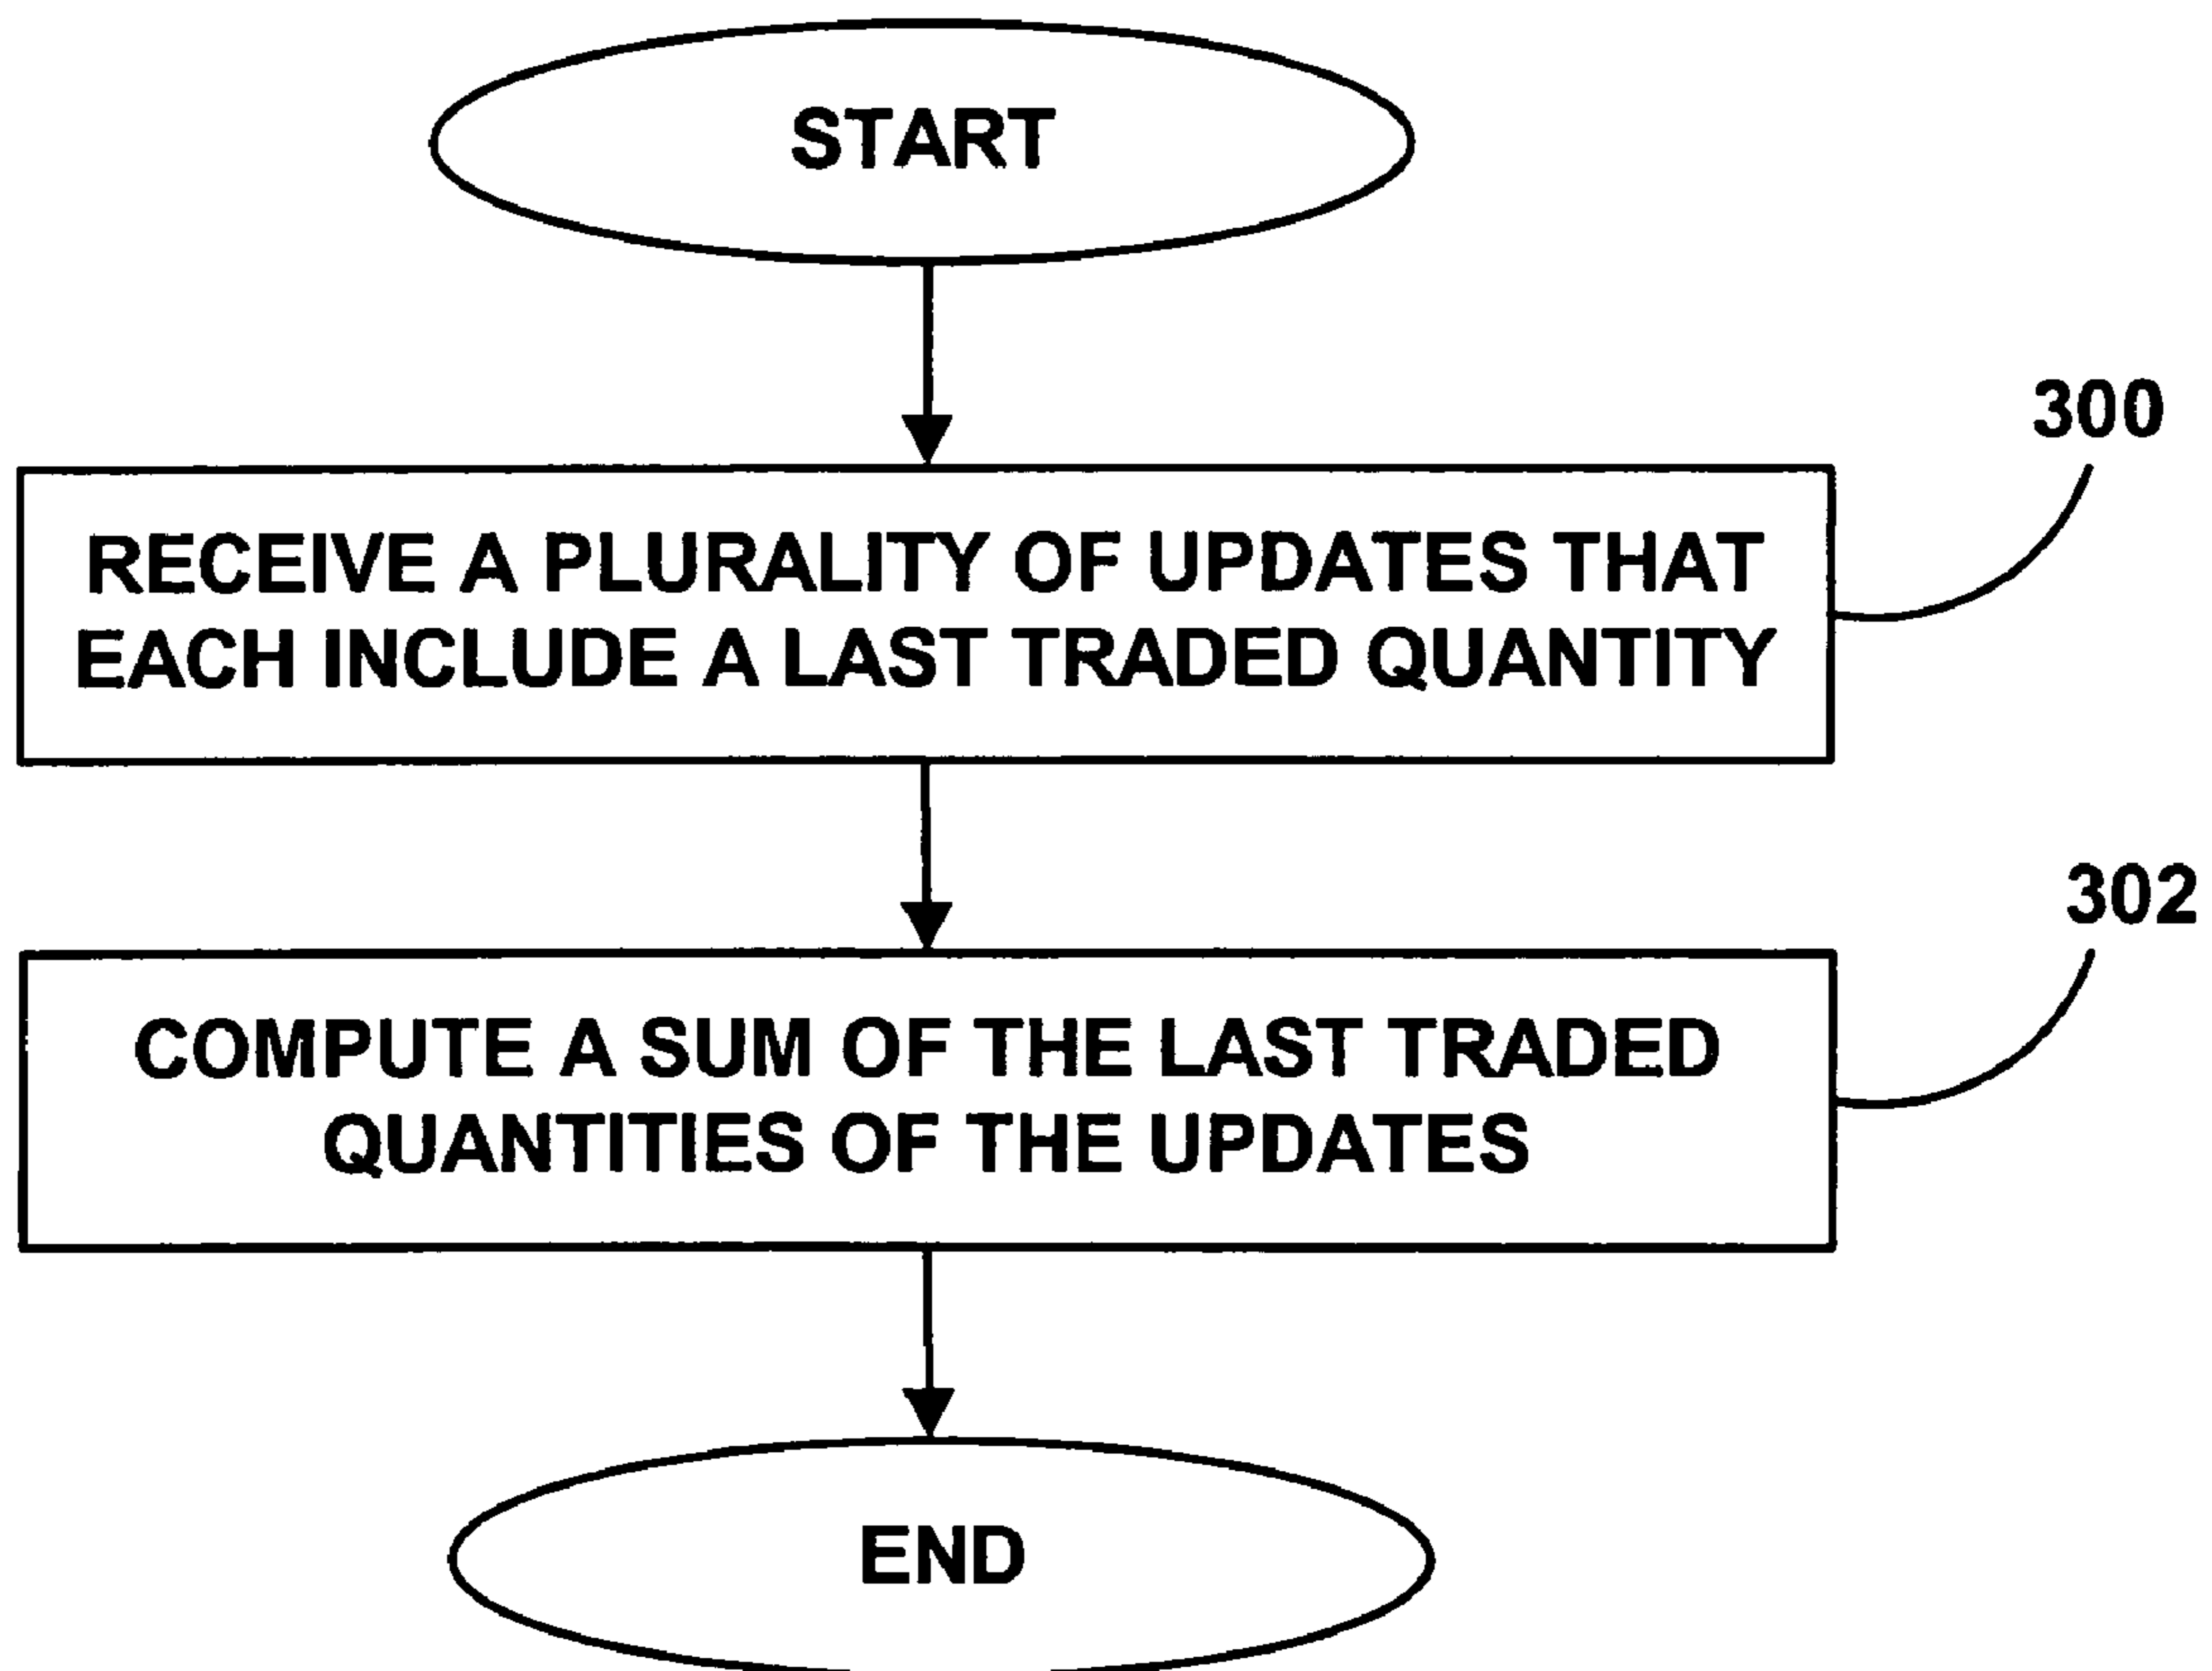 START
300
RECEIVE A PLURALITY OF UPDATES THAT
EACH INCLUDE A LAST TRADED QUANTITY
302
COMPUTE A SUM OF THE LAST TRADED
QUANTITIES OF THE UPDATES
END